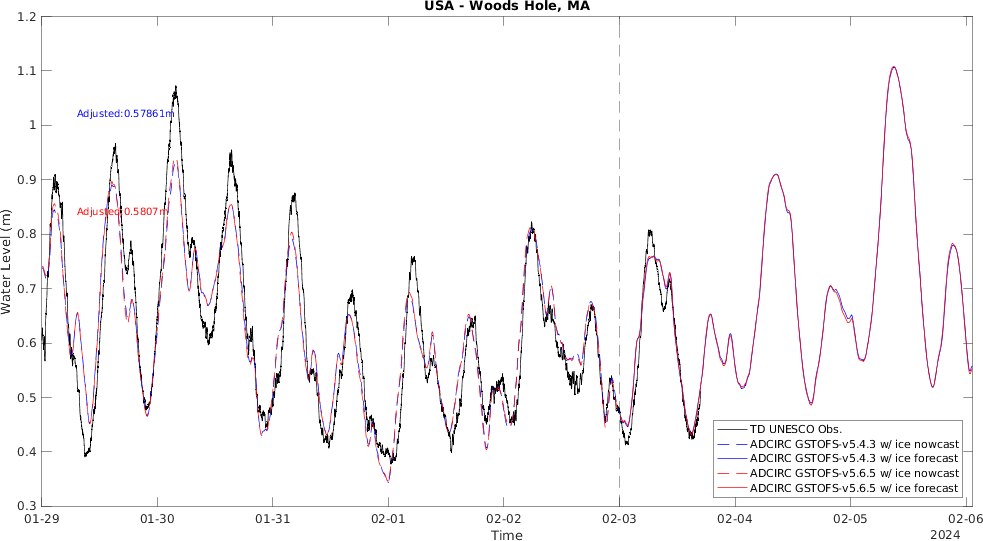 USA - Woods Hole, MA
Water Level (m)
1.2
1.1
1
0.9
0.8
0.7
0.6
0.5
0.4
0.3
Adjusted:0.57861m
Adjusted:0.5807m
TD UNESCO Obs.
ADCIRC GSTOFS-v5.4.3 w/ ice nowcast
ADCIRC GSTOFS-v5.4.3 w/ ice forecast
ADCIRC GSTOFS-v5.6.5 w/ ice nowcast
ADCIRC GSTOFS-v5.6.5 w/ ice forecast
01-29 01-30 01-31 02-01 02-02 02-03 02-04 02-05 02-06
Time
2024